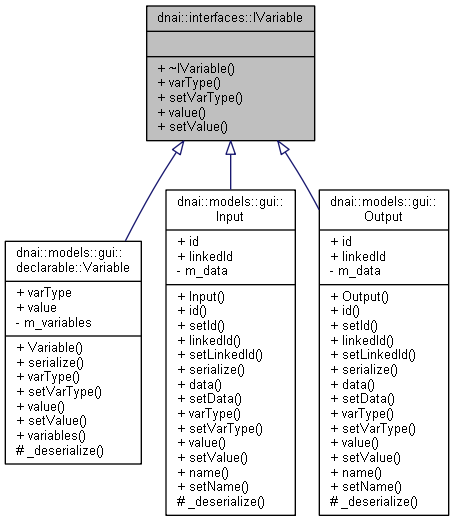 dnai::interfaces::IVariable
+ ~IVariable()
+ varType()
+ setVarType()
+ value()
+ setValue()
dnai::models::gui::
declarable::Variable
+ varType
+ value
- m_variables
+ Variable()
+ serialize()
+ varType()
+ setVarType()
+ value()
+ setValue()
+ variables()
# _deserialize()
dnai::models::gui::
Input
+ id
+ linkedId
- m_data
+ Input()
+ id()
+ setId()
+ linkedId()
+ setLinkedId()
+ serialize()
+ data()
+ setData()
+ varType()
+ setVarType()
+ value()
+ setValue()
+ name()
+ setName()
# _deserialize()
dnai::models::gui::
Output
+ id
+ linkedId
- m_data
+ Output()
+ id()
+ setId()
+ linkedId()
+ setLinkedId()
+ serialize()
+ data()
+ setData()
+ varType()
+ setVarType()
+ value()
+ setValue()
+ name()
+ setName()
# _deserialize()